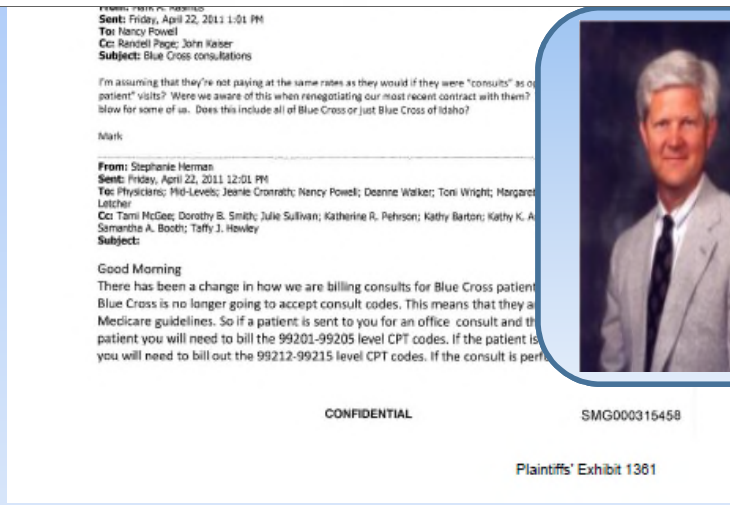 From: Mark R. Rasmus
Sent: Friday, April 22, 2011 1:01 PM
To: Nancy Powell
Cc: Randell Page; John Kaiser
Subject: Blue Cross consultations
I'm assuming that they're not paying at the same rates as they would if they were "consults" as
patient" visits? Were we aware of this when renegotiating our most recent contract with them?
blow for some of us. Does this include all of Blue Cross or just Blue Cross of Idaho?
Mark
From: Stephanie Herman
Sent: Friday, April 22, 2011 12:01 PM
To: Physicians; Mid-Levels; Jeanie Cronrath; Nancy Powell; Deanne Walker; Toni Wright;
Letcher
Cc: Tami McGee; Dorothy B. Smith; Julie Sullivan; Katherine R. Pehrson; Kathy Barton; Kathy K.
Samantha A. Booth; Taffy J. Hawley
Subject:
Good Morning
There has been a change in how we are billing consults for Blue Cross patient
Blue Cross is no longer going to accept consult codes. This means that they
Medicare guidelines. So if a patient is sent to you for an office consult and
patient you will need to bill the 99201-99205 level CPT codes. If the patient is
you will need to bill out the 99212-99215 level CPT codes. If the consult is
CONFIDENTIAL
SMG000315458
Plaintiffs' Exhibit 1361